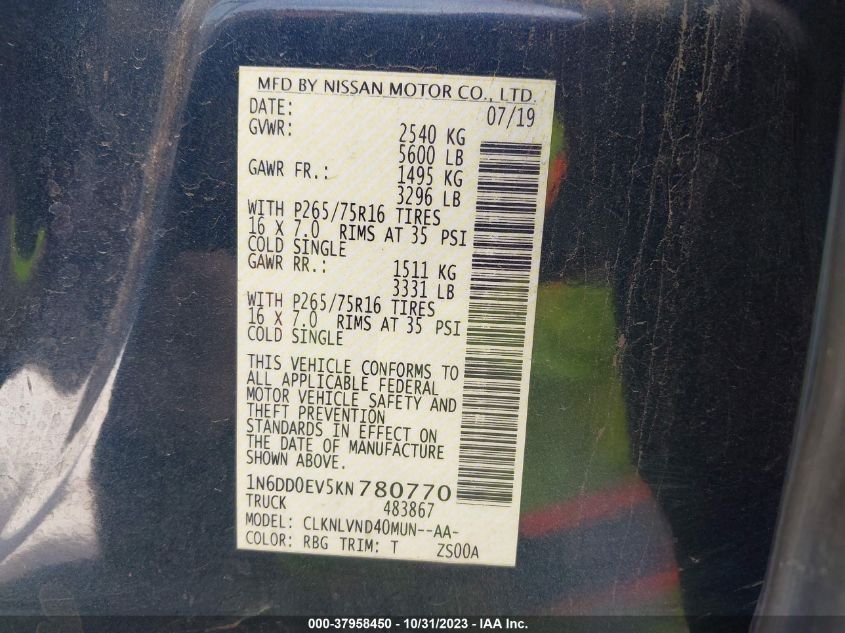 MFD BY NISSAN MOTOR CO., LTD.
DATE: 07/19
GVWR: 2540 KG
5600 LB
GAWR FR.: 1495 KG
3296 LB
WITH P265/75R16 TIRES
16 X 7.0 RIMS AT 35 PSI
COLD SINGLE
GAWR RR.: 1511 KG
3331 LB
WITH P265/75R16 TIRES
16 X 7.0 RIMS AT 35 PSI
COLD SINGLE
THIS VEHICLE CONFORMS TO
ALL APPLICABLE FEDERAL
MOTOR VEHICLE SAFETY AND
THEFT PREVENTION
STANDARDS IN EFFECT ON
THE DATE OF MANUFACTURE
SHOWN ABOVE.
1N6DD0EV5KN780770
TRUCK 483867
MODEL: CLKNLVND40MUN--AA-
COLOR: RBG TRIM: T ZS00A
000-37958450 - 10/31/2023 - IAA Inc.